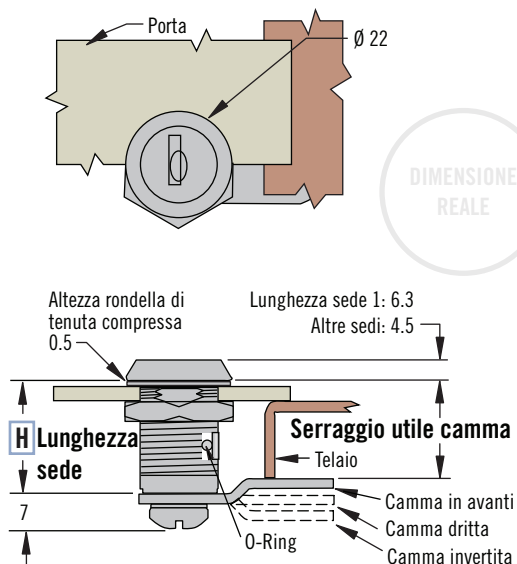 Porta
Ø 22
DIMENSIONE
REALE
Altezza rondella di
tenuta compressa
0.5
Lunghezza sede 1: 6.3
Altre sedi: 4.5
H Lunghezza
sede
Serraggio utile camma
Telaio
7
O-Ring
Camma in avanti
Camma dritta
Camma invertita